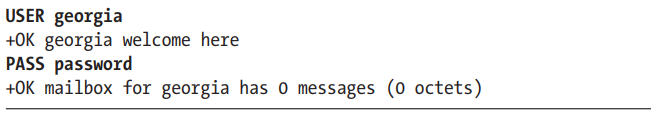 USER georgia
+OK georgia welcome here
PASS password
+OK mailbox for georgia has 0 messages (0 octets)